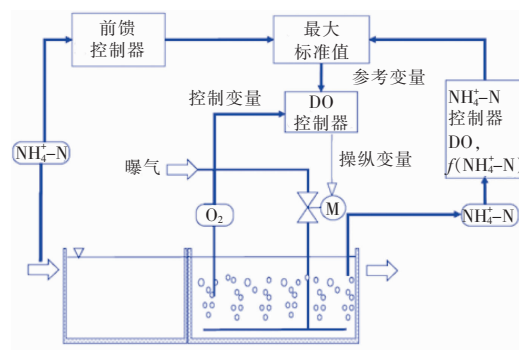 前馈
控制器
最大
标准值
参考变量
控制变量
DO
控制器
NH₄⁺-N
控制器
DO,
f(NH₄⁺-N)
NH₄⁺-N
操纵变量
曝气
O₂
M
NH₄⁺-N